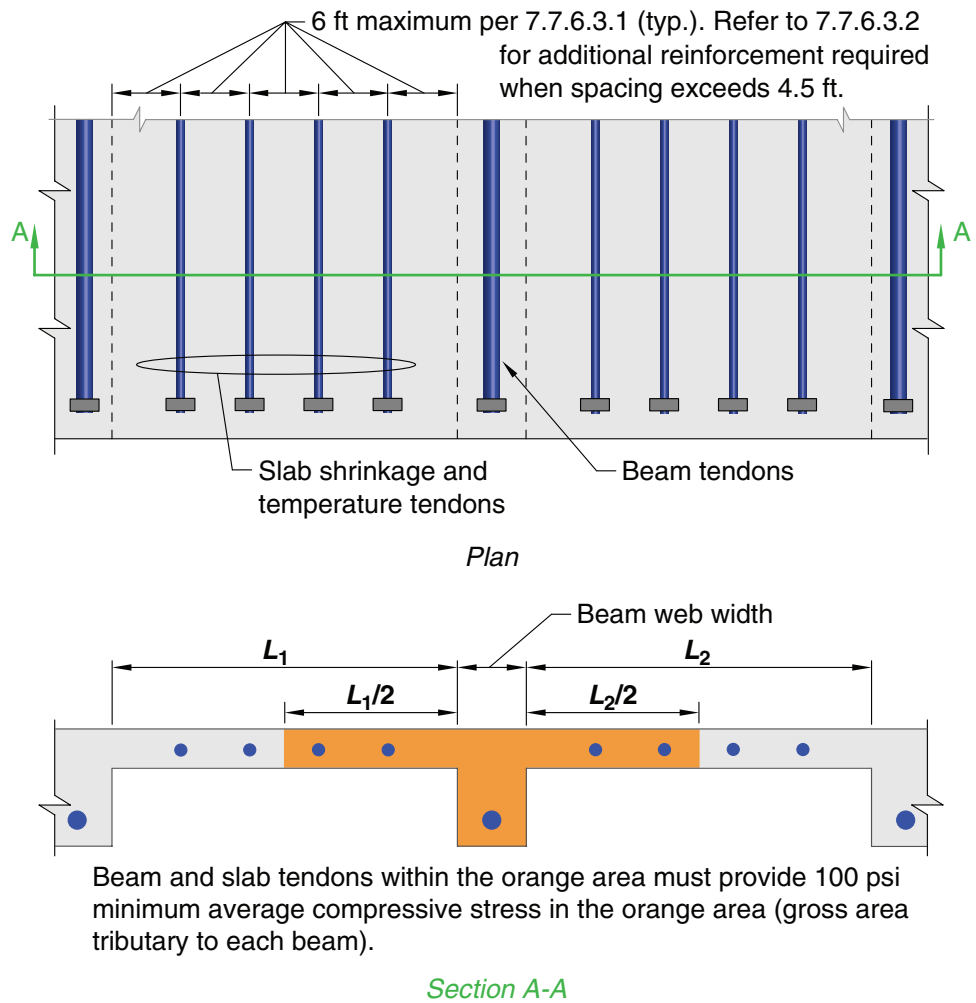 6 ft maximum per 7.7.6.3.1 (typ.). Refer to 7.7.6.3.2
for additional reinforcement required
when spacing exceeds 4.5 ft.
A
A
Slab shrinkage and
temperature tendons
Beam tendons
Plan
Beam web width
L1
L2
L1/2
L2/2
Beam and slab tendons within the orange area must provide 100 psi
minimum average compressive stress in the orange area (gross area
tributary to each beam).
Section A-A